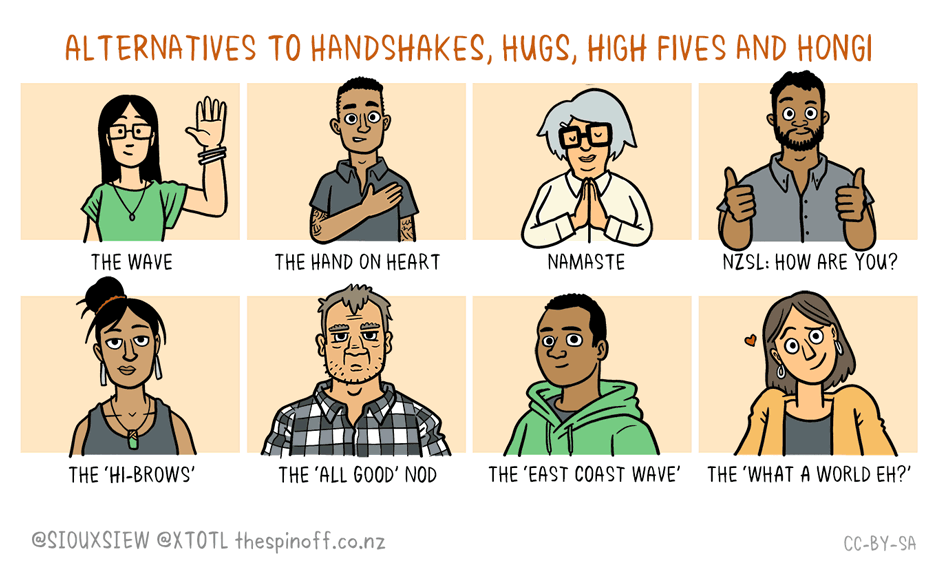 ALTERNATIVES TO HANDSHAKES, HUGS, HIGH FIVES AND HONGI
THE WAVE
THE HAND ON HEART
NAMASTE
NZSL: HOW ARE YOU?
THE 'HI-BROWS'
THE 'ALL GOOD' NOD
THE 'EAST COAST WAVE'
THE 'WHAT A WORLD EH?'
@SIOUXSIEW @XTOTL thespinoff.co.nz
CC-BY-SA